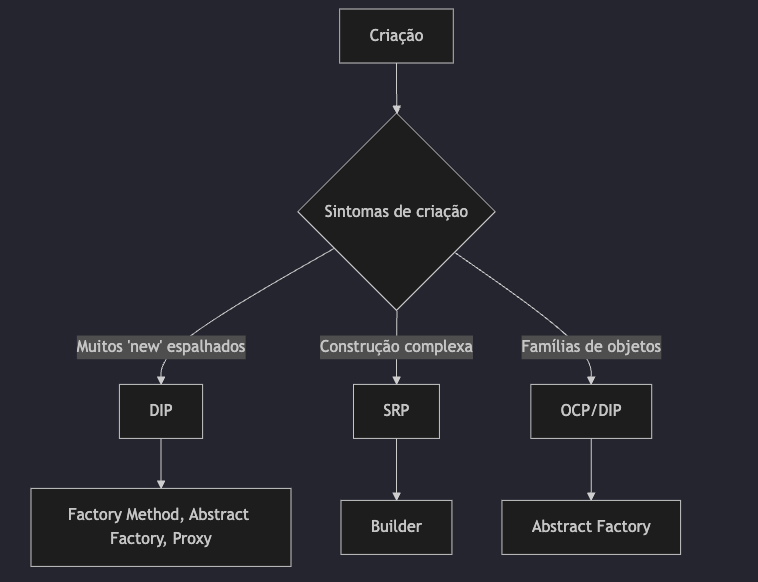 Criação
Sintomas de criação
Muitos 'new' espalhados
Construção complexa
Famílias de objetos
DIP
SRP
OCP/DIP
Factory Method, Abstract
Factory, Proxy
Builder
Abstract Factory